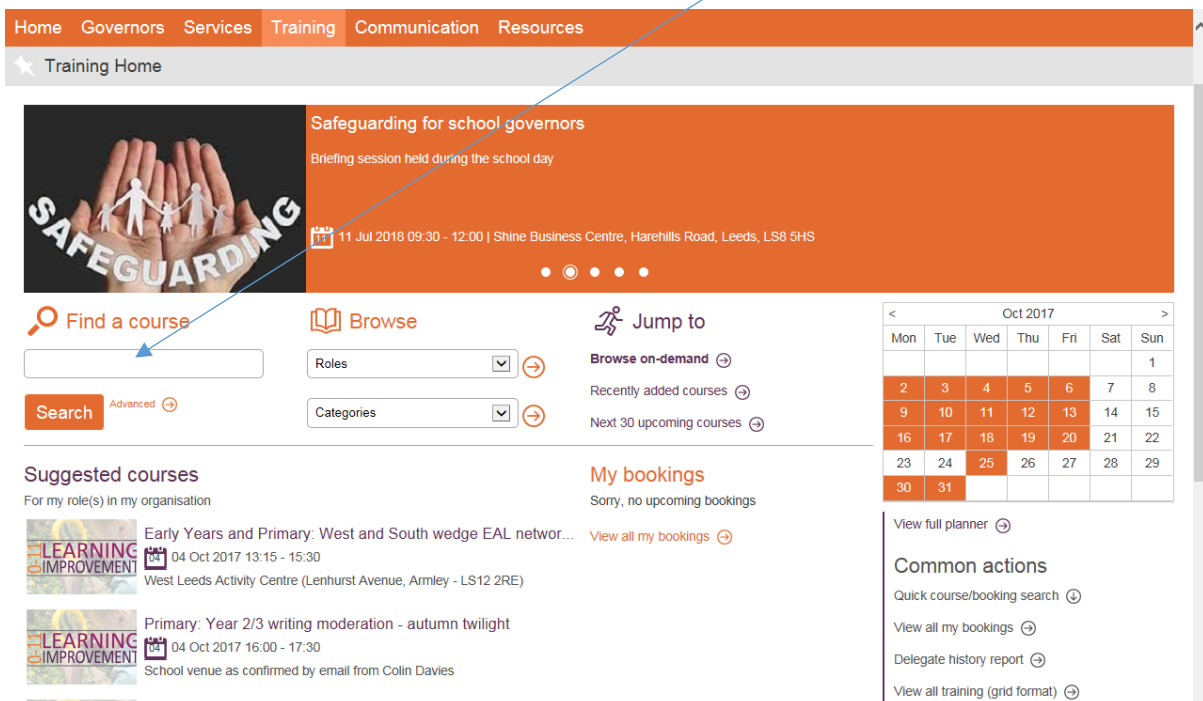 Home Governors Services Training Communication Resources
Training Home
SAFEGUARDING
Safeguarding for school governors
Briefing session held during the school day
11 Jul 2018 09:30 - 12:00 | Shine Business Centre, Harehills Road, Leeds, LS8 5HS
Find a course
Search
Advanced
Browse
Roles
Categories
Jump to
Browse on-demand
Recently added courses
Next 30 upcoming courses
< Oct 2017 >
Mon Tue Wed Thu Fri Sat Sun
1
2 3 4 5 6 7 8
9 10 11 12 13 14 15
16 17 18 19 20 21 22
23 24 25 26 27 28 29
30 31
Suggested courses
For my role(s) in my organisation
0-11 LEARNING
IMPROVEMENT
Early Years and Primary: West and South wedge EAL networ...
04 04 Oct 2017 13:15 - 15:30
West Leeds Activity Centre (Lenhurst Avenue, Armley - LS12 2RE)
0-11 LEARNING
IMPROVEMENT
Primary: Year 2/3 writing moderation - autumn twilight
04 04 Oct 2017 16:00 - 17:30
School venue as confirmed by email from Colin Davies
My bookings
Sorry, no upcoming bookings
View all my bookings
View full planner
Common actions
Quick course/booking search
View all my bookings
Delegate history report
View all training (grid format)